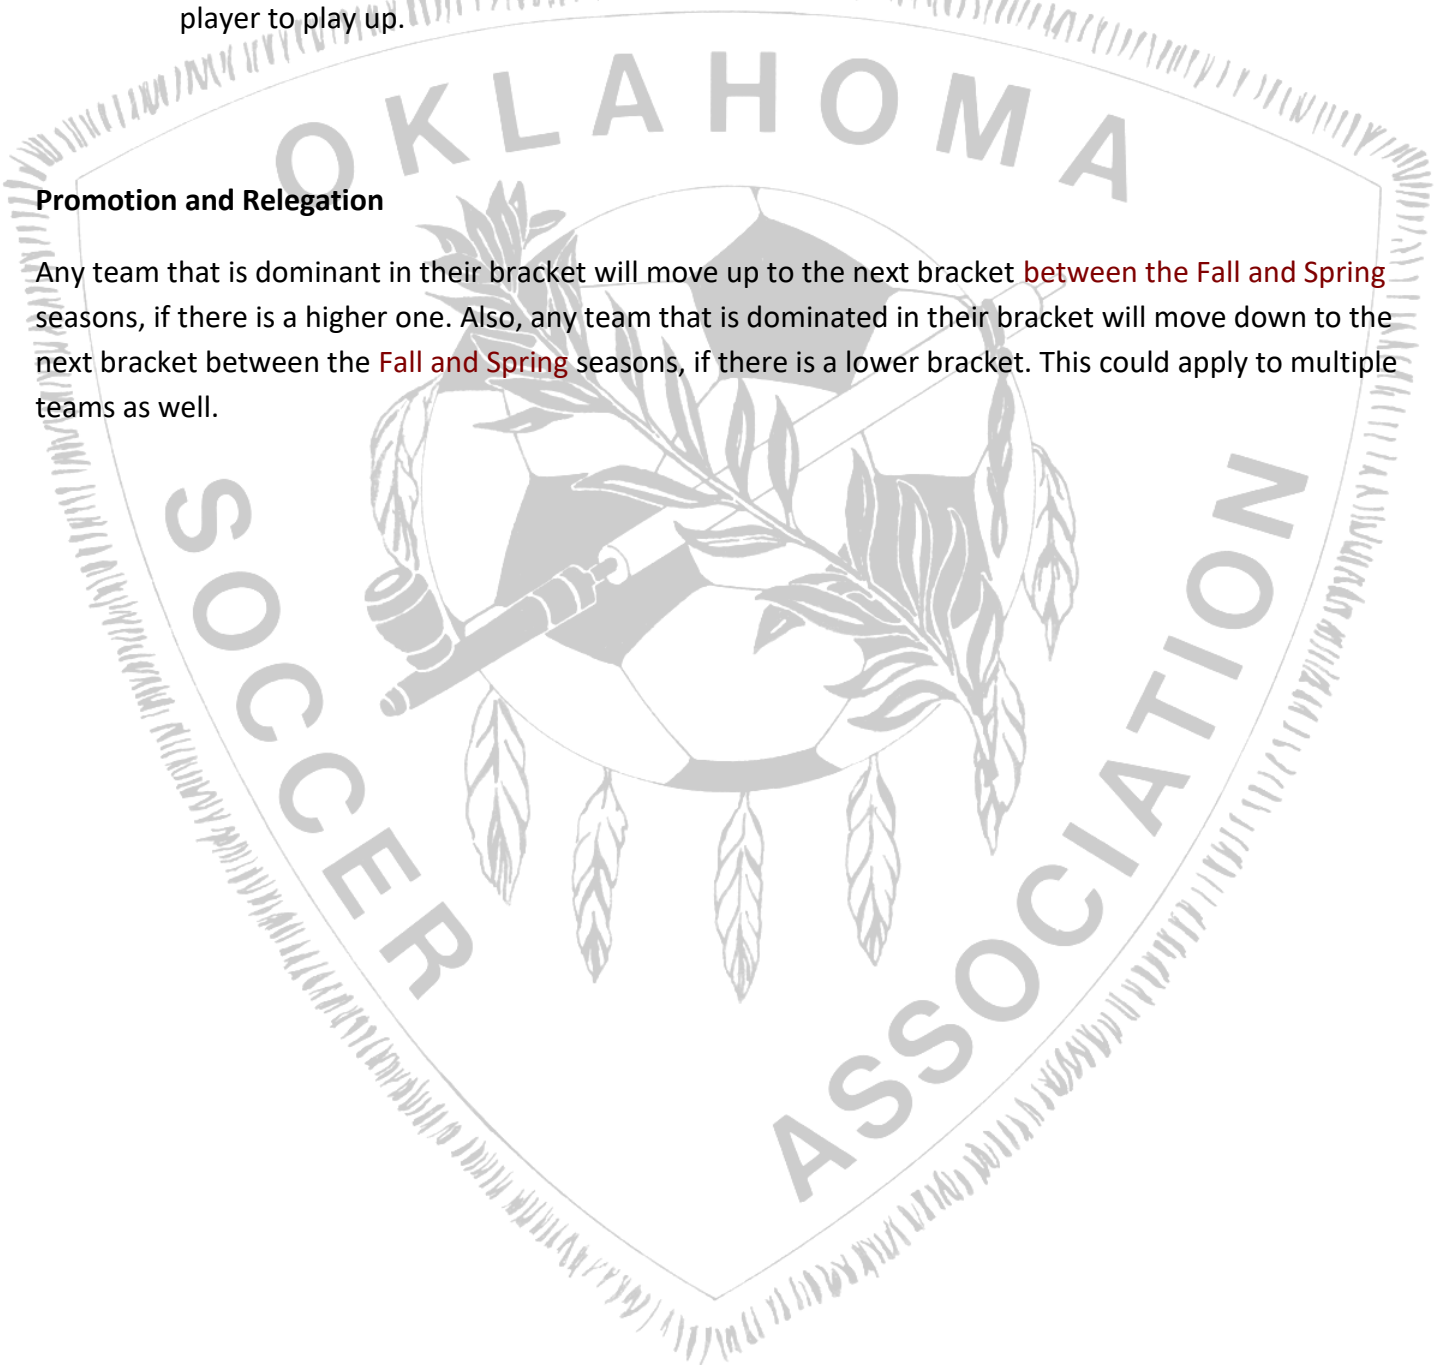 player to play up.
OKLAHOMA
Promotion and Relegation
Any team that is dominant in their bracket will move up to the next bracket between the Fall and Spring
seasons, if there is a higher one. Also, any team that is dominated in their bracket will move down to the
next bracket between the Fall and Spring seasons, if there is a lower bracket. This could apply to multiple
teams as well.
SOCCER
ASSOCIATION